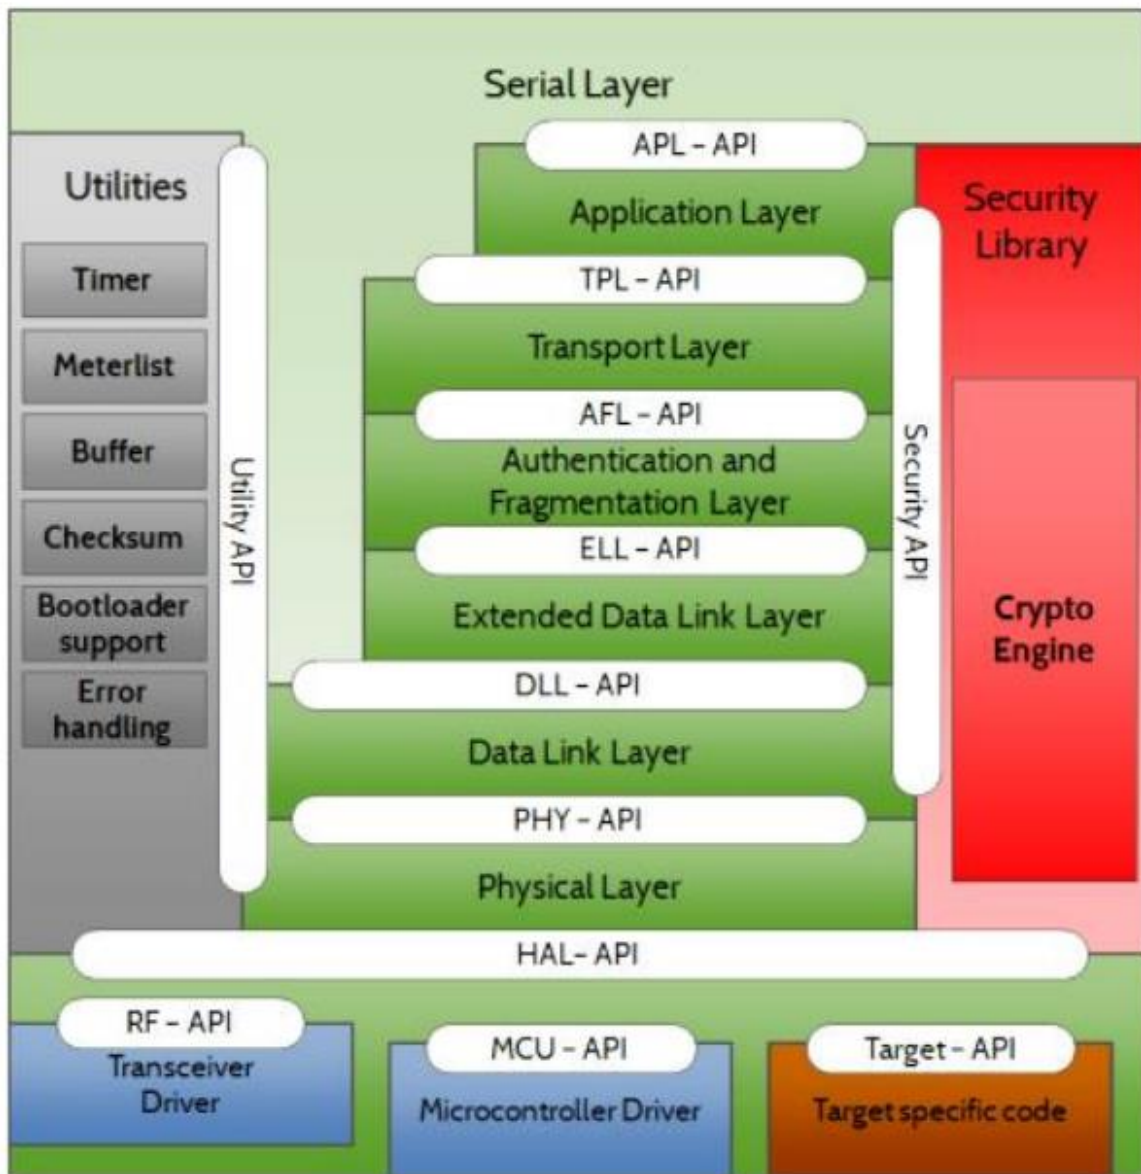 Serial Layer
APL – API
Utilities
Application Layer
Security
Library
Timer
TPL – API
Meterlist
Transport Layer
AFL – API
Buffer
Authentication and
Fragmentation Layer
Utility API
Security API
Checksum
ELL – API
Bootloader
support
Extended Data Link Layer
Crypto
Engine
Error
handling
DLL – API
Data Link Layer
PHY – API
Physical Layer
HAL– API
RF – API
Transceiver
Driver
MCU – API
Microcontroller Driver
Target – API
Target specific code